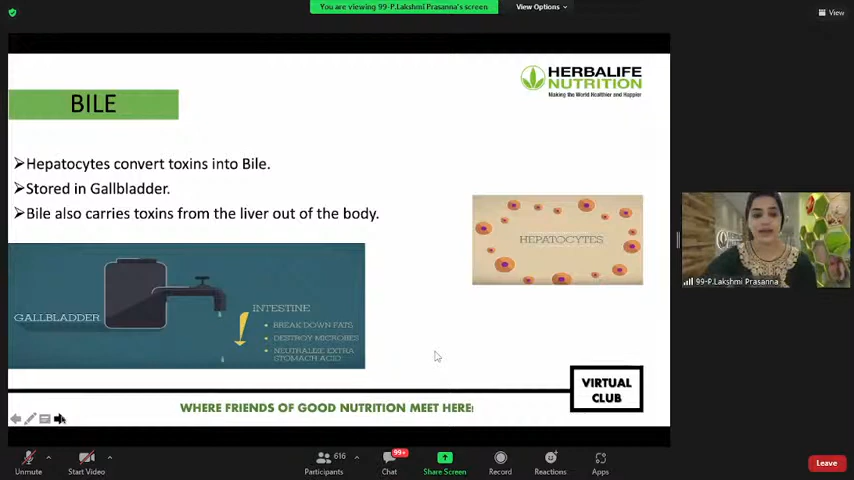 You are viewing 99-P.Lakshmi Prasanna's screen
View Options
View
BILE
HERBALIFE
NUTRITION
Making the World Healthier and Happier
➢Hepatocytes convert toxins into Bile.
➢Stored in Gallbladder.
➢Bile also carries toxins from the liver out of the body.
HEPATOCYTES
GALLBLADDER
INTESTINE
• BREAK DOWN FATS
• DESTROY MICROBES
• NEUTRALIZE EXTRA
STOMACH ACID
99-P.Lakshmi Prasanna
VIRTUAL
CLUB
WHERE FRIENDS OF GOOD NUTRITION MEET HERE!
Unmute
Start Video
616
Participants
99+
Chat
Share Screen
Record
Reactions
Apps
Leave